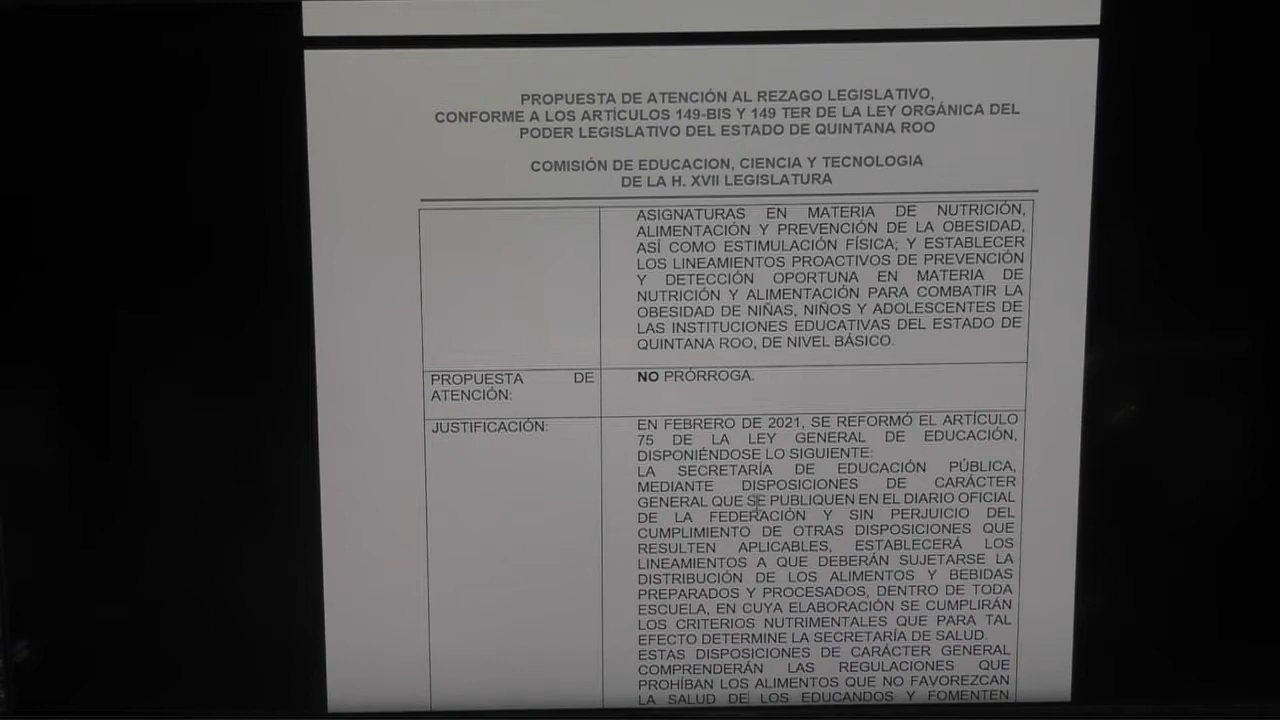 PROPUESTA DE ATENCIÓN AL REZAGO LEGISLATIVO,
CONFORME A LOS ARTÍCULOS 149-BIS Y 149 TER DE LA LEY ORGÁNICA DEL
PODER LEGISLATIVO DEL ESTADO DE QUINTANA ROO
COMISIÓN DE EDUCACION, CIENCIA Y TECNOLOGIA
DE LA H. XVII LEGISLATURA
ASIGNATURAS EN MATERIA DE NUTRICIÓN,
ALIMENTACIÓN Y PREVENCIÓN DE LA OBESIDAD,
ASÍ COMO ESTIMULACIÓN FÍSICA; Y ESTABLECER
LOS LINEAMIENTOS PROACTIVOS DE PREVENCIÓN
Y DETECCIÓN OPORTUNA EN MATERIA DE
NUTRICIÓN Y ALIMENTACIÓN PARA COMBATIR LA
OBESIDAD DE NIÑAS, NIÑOS Y ADOLESCENTES DE
LAS INSTITUCIONES EDUCATIVAS DEL ESTADO DE
QUINTANA ROO, DE NIVEL BÁSICO.
PROPUESTA DE
ATENCIÓN:
NO PRÓRROGA.
JUSTIFICACIÓN:
EN FEBRERO DE 2021, SE REFORMÓ EL ARTÍCULO
75 DE LA LEY GENERAL DE EDUCACIÓN,
DISPONIÉNDOSE LO SIGUIENTE:
LA SECRETARÍA DE EDUCACIÓN PÚBLICA,
MEDIANTE DISPOSICIONES DE CARÁCTER
GENERAL QUE SE PUBLIQUEN EN EL DIARIO OFICIAL
DE LA FEDERACIÓN Y SIN PERJUICIO DEL
CUMPLIMIENTO DE OTRAS DISPOSICIONES QUE
RESULTEN APLICABLES, ESTABLECERÁ LOS
LINEAMIENTOS A QUE DEBERÁN SUJETARSE LA
DISTRIBUCIÓN DE LOS ALIMENTOS Y BEBIDAS
PREPARADOS Y PROCESADOS, DENTRO DE TODA
ESCUELA, EN CUYA ELABORACIÓN SE CUMPLIRÁN
LOS CRITERIOS NUTRIMENTALES QUE PARA TAL
EFECTO DETERMINE LA SECRETARÍA DE SALUD.
ESTAS DISPOSICIONES DE CARÁCTER GENERAL
COMPRENDERÁN LAS REGULACIONES QUE
PROHÍBAN LOS ALIMENTOS QUE NO FAVOREZCAN
LA SALUD DE LOS EDUCANDOS Y FOMENTEN